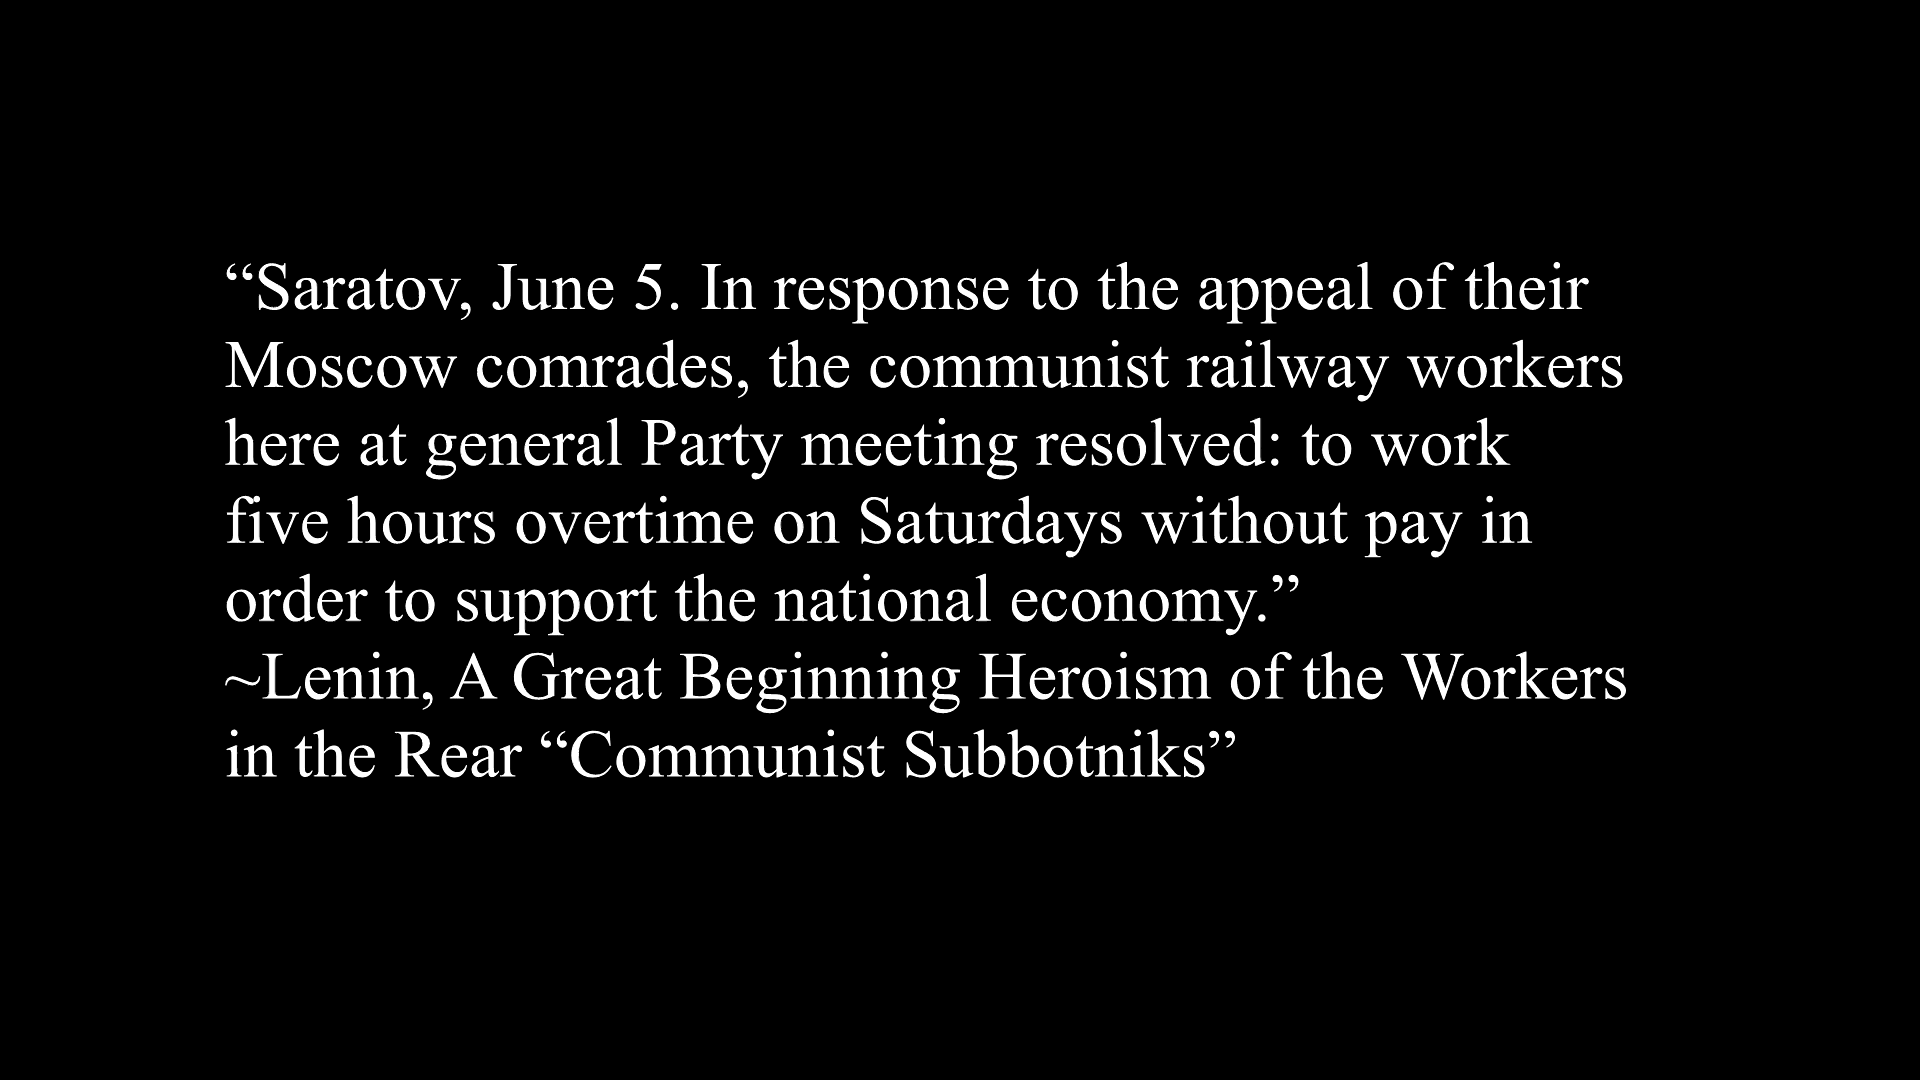 “Saratov, June 5. In response to the appeal of their
Moscow comrades, the communist railway workers
here at general Party meeting resolved: to work
five hours overtime on Saturdays without pay in
order to support the national economy.”
~Lenin, A Great Beginning Heroism of the Workers
in the Rear “Communist Subbotniks”